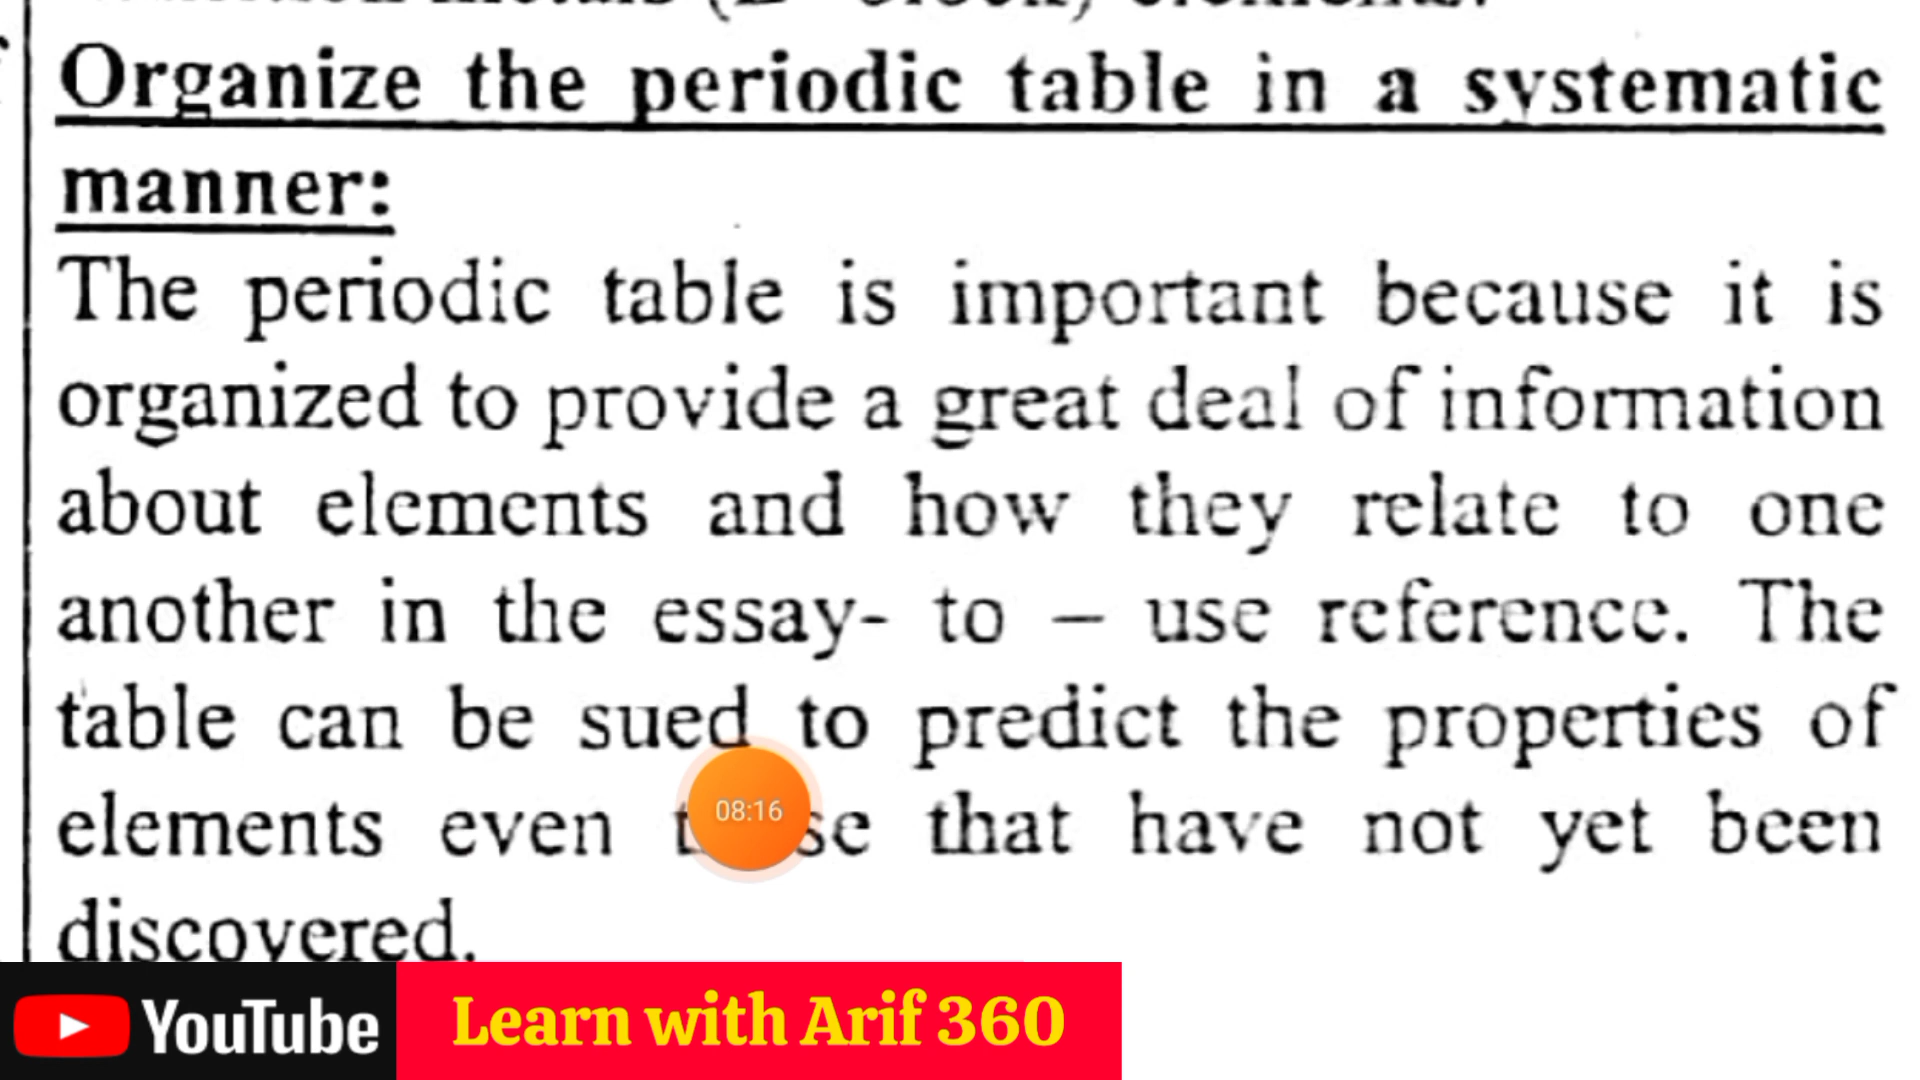 Organize the periodic table in a systematic
manner:
The periodic table is important because it is
organized to provide a great deal of information
about elements and how they relate to one
another in the essay- to – use reference. The
table can be sued to predict the properties of
elements even that have not yet been
discovered.
08:16
YouTube
Learn with Arif 360